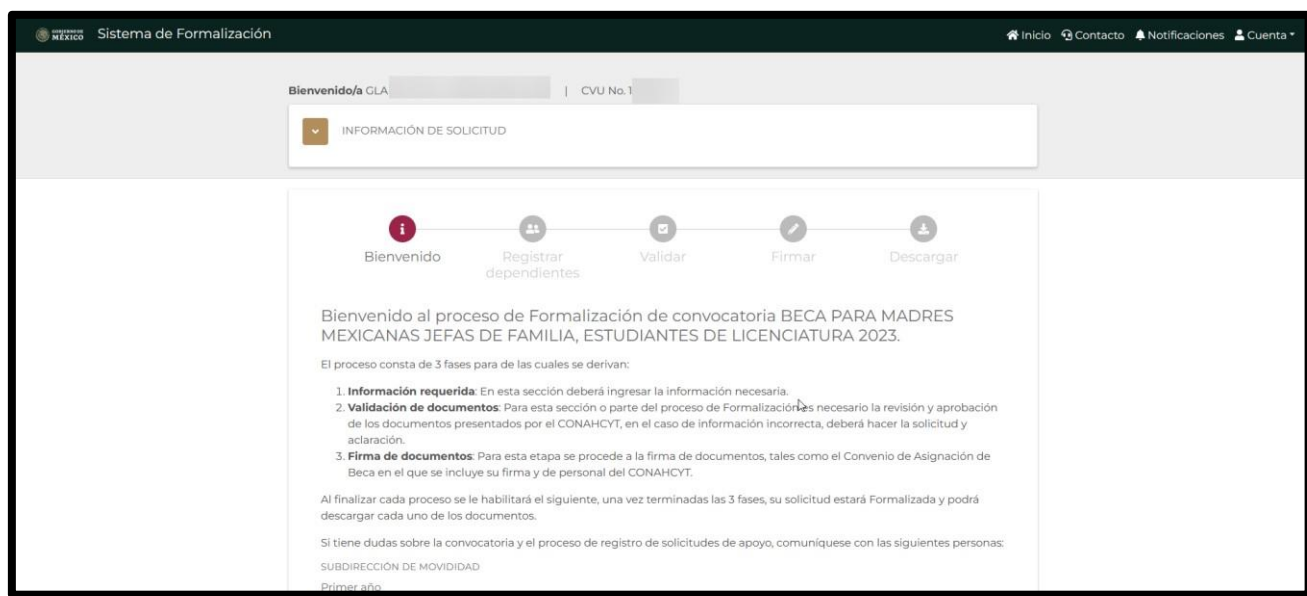 GOBIERNO DE
MÉXICO
Sistema de Formalización
Inicio Contacto Notificaciones Cuenta
Bienvenido/a GLA | CVU No. 1
INFORMACIÓN DE SOLICITUD
Bienvenido Registrar Validar Firmar Descargar
dependientes
Bienvenido al proceso de Formalización de convocatoria BECA PARA MADRES
MEXICANAS JEFAS DE FAMILIA, ESTUDIANTES DE LICENCIATURA 2023.
El proceso consta de 3 fases para de las cuales se derivan:
1. Información requerida: En esta sección deberá ingresar la información necesaria.
2. Validación de documentos: Para esta sección o parte del proceso de Formalización es necesario la revisión y aprobación
de los documentos presentados por el CONAHCYT, en el caso de información incorrecta, deberá hacer la solicitud y
aclaración.
3. Firma de documentos: Para esta etapa se procede a la firma de documentos, tales como el Convenio de Asignación de
Beca en el que se incluye su firma y de personal del CONAHCYT.
Al finalizar cada proceso se le habilitará el siguiente, una vez terminadas las 3 fases, su solicitud estará Formalizada y podrá
descargar cada uno de los documentos.
Si tiene dudas sobre la convocatoria y el proceso de registro de solicitudes de apoyo, comuníquese con las siguientes personas:
SUBDIRECCIÓN DE MOVIDIDAD
Primer año